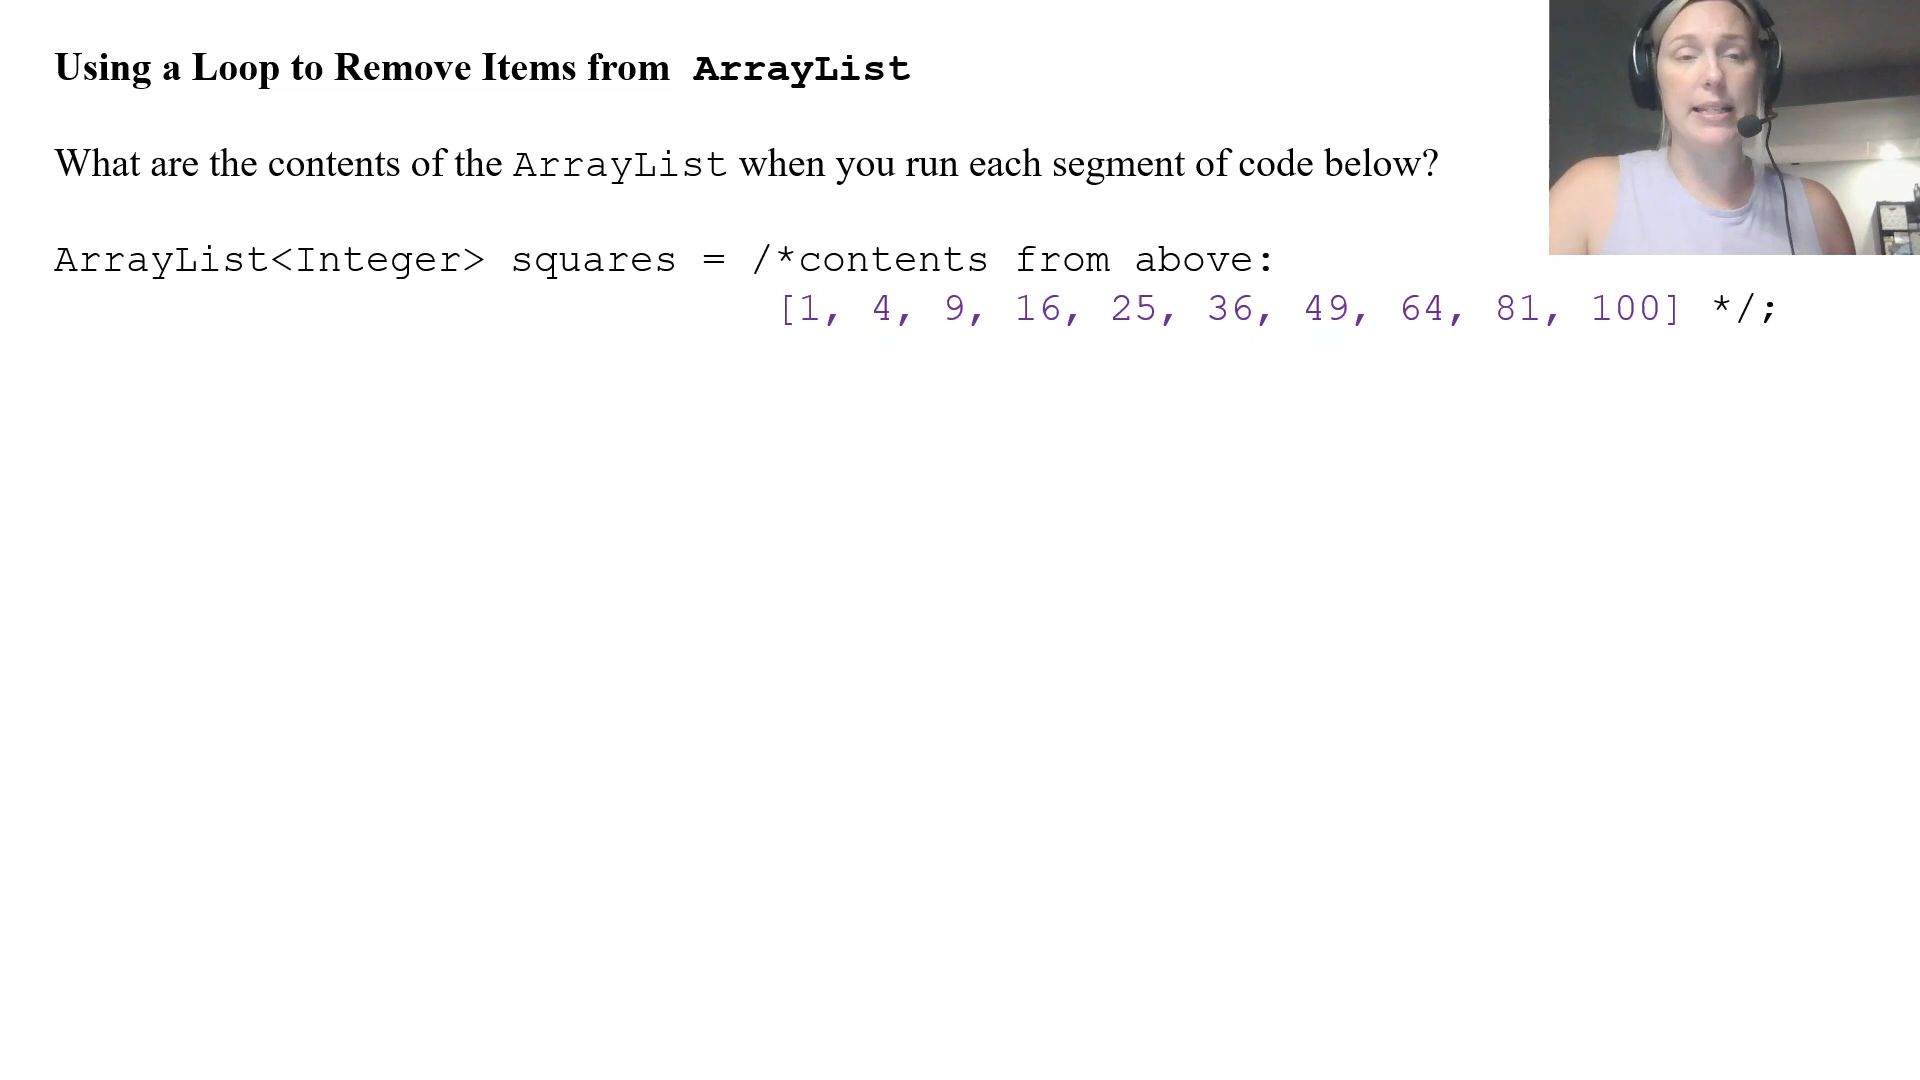 Using a Loop to Remove Items from ArrayList
What are the contents of the ArrayList when you run each segment of code below?
ArrayList<Integer> squares = /*contents from above:
[1, 4, 9, 16, 25, 36, 49, 64, 81, 100] */;